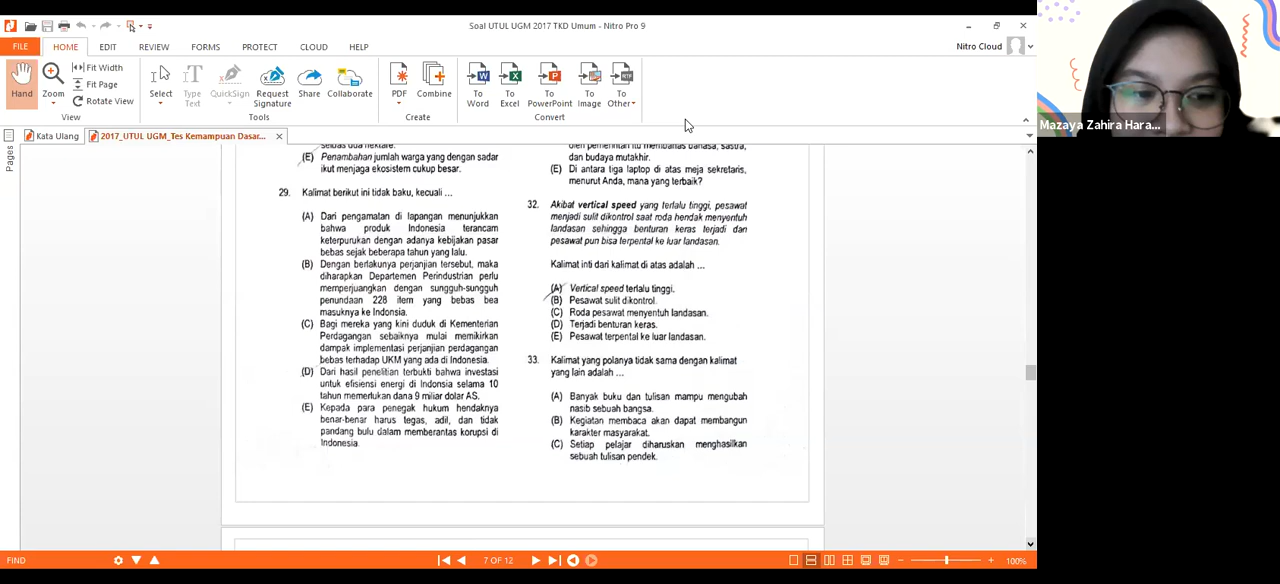 Soal UTUL UGM 2017 TKD Umum - Nitro Pro 9
FILE HOME EDIT REVIEW FORMS PROTECT CLOUD HELP
Nitro Cloud
Hand
Zoom
Fit Width
Fit Page
Rotate View
View
Select
Type Text
QuickSign
Request Signature
Share
Collaborate
Tools
PDF
Combine
Create
To Word
To Excel
To PowerPoint
To Image
To Other
Convert
Mazaya Zahira Hara...
Pages
Kata Ulang
2017_UTUL UGM_Tes Kemampuan Dasar...
seluas dua hektare.
(E) Penambahan jumlah warga yang dengan sadar
ikut menjaga ekosistem cukup besar.
29. Kalimat berikut ini tidak baku, kecuali ...
(A) Dari pengamatan di lapangan menunjukkan
bahwa produk Indonesia terancam
keterpurukan dengan adanya kebijakan pasar
bebas sejak beberapa tahun yang lalu.
(B) Dengan berlakunya perjanjian tersebut, maka
diharapkan Departemen Perindustrian perlu
memperjuangkan dengan sungguh-sungguh
penundaan 228 item yang bebas bea
masuknya ke Indonsia.
(C) Bagi mereka yang kini duduk di Kementerian
Perdagangan sebaiknya mulai memikirkan
dampak implementasi perjanjian perdagangan
bebas terhadap UKM yang ada di Indonesia.
(D) Dari hasil penelitian terbukti bahwa investasi
untuk efisiensi energi di Indonsia selama 10
tahun memerlukan dana 9 miliar dolar AS.
(E) Kepada para penegak hukum hendaknya
benar-benar harus tegas, adil, dan tidak
pandang bulu dalam memberantas korupsi di
Indonesia.
oleh pemerintah itu membahas bahasa, sastra,
dan budaya mutakhir.
(E) Di antara tiga laptop di atas meja sekretaris,
menurut Anda, mana yang terbaik?
32. Akibat vertical speed yang terlalu tinggi, pesawat
menjadi sulit dikontrol saat roda hendak menyentuh
landasan sehingga benturan keras terjadi dan
pesawat pun bisa terpental ke luar landasan.
Kalimat inti dari kalimat di atas adalah ...
(A) Vertical speed terlalu tinggi.
(B) Pesawat sulit dikontrol.
(C) Roda pesawat menyentuh landasan.
(D) Terjadi benturan keras.
(E) Pesawat terpental ke luar landasan.
33. Kalimat yang polanya tidak sama dengan kalimat
yang lain adalah ...
(A) Banyak buku dan tulisan mampu mengubah
nasib sebuah bangsa.
(B) Kegiatan membaca akan dapat membangun
karakter masyarakat.
(C) Setiap pelajar diharuskan menghasilkan
sebuah tulisan pendek.
FIND
7 OF 12
100%